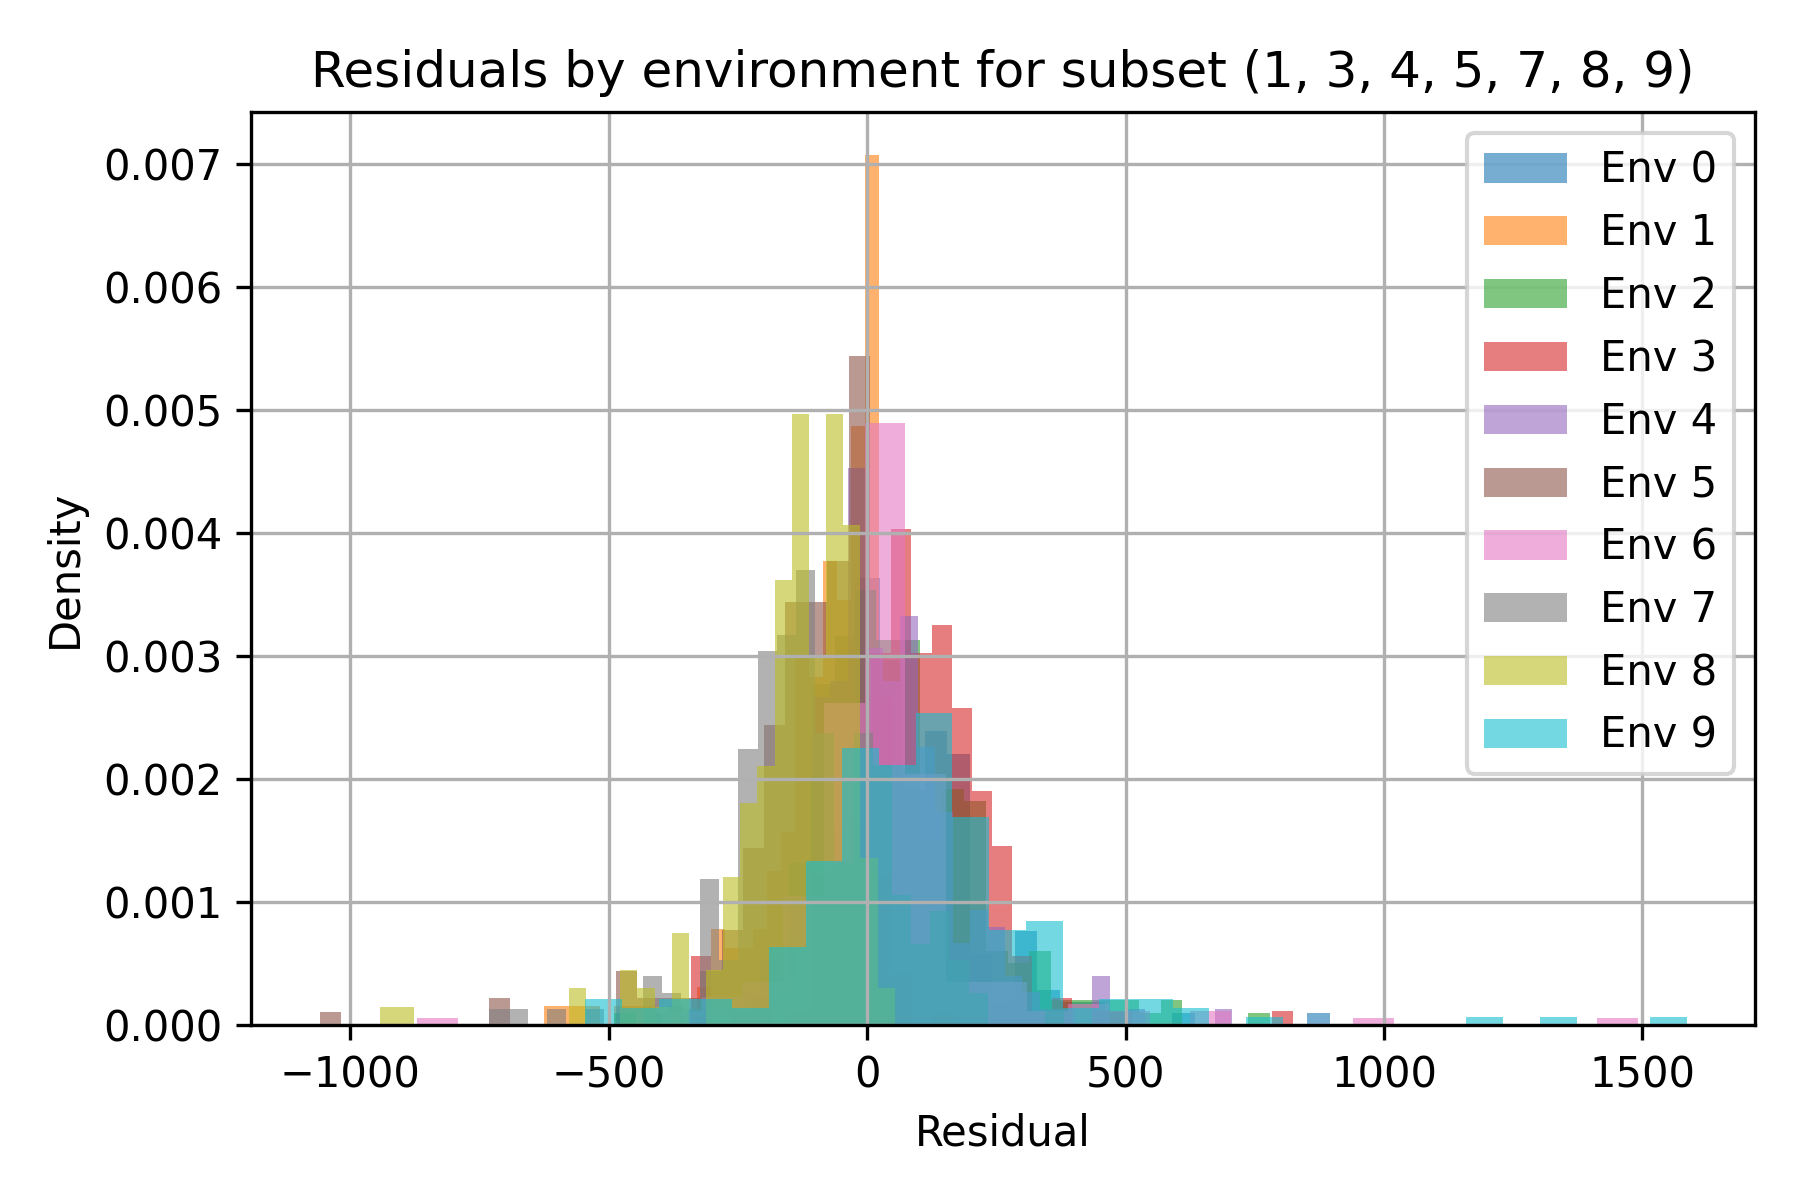 Residuals by environment for subset (1, 3, 4, 5, 7, 8, 9)
0.007
0.006
0.005
0.004
0.003
0.002
0.001
0.000
Density
−1000
−500
0
500
1000
1500
Residual
Env 0
Env 1
Env 2
Env 3
Env 4
Env 5
Env 6
Env 7
Env 8
Env 9